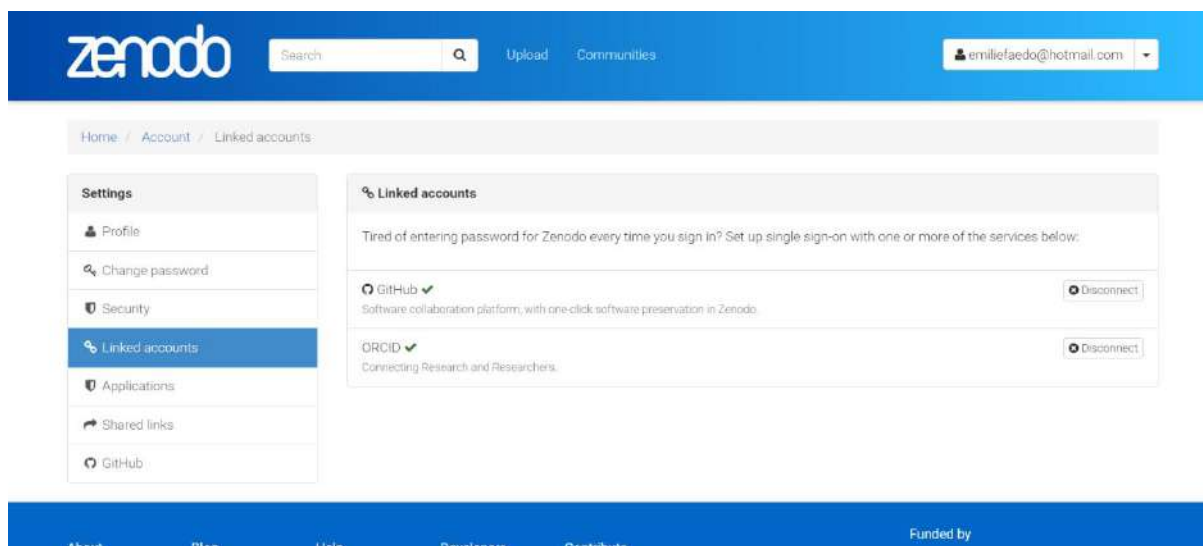 zenodo
Search
Upload
Communities
emiliefaedo@hotmail.com
Home / Account / Linked accounts
Settings
Profile
Change password
Security
Linked accounts
Applications
Shared links
GitHub
Linked accounts
Tired of entering password for Zenodo every time you sign in? Set up single sign-on with one or more of the services below:
GitHub
Disconnect
Software collaboration platform, with one-click software preservation in Zenodo.
ORCID
Disconnect
Connecting Research and Researchers.
Funded by